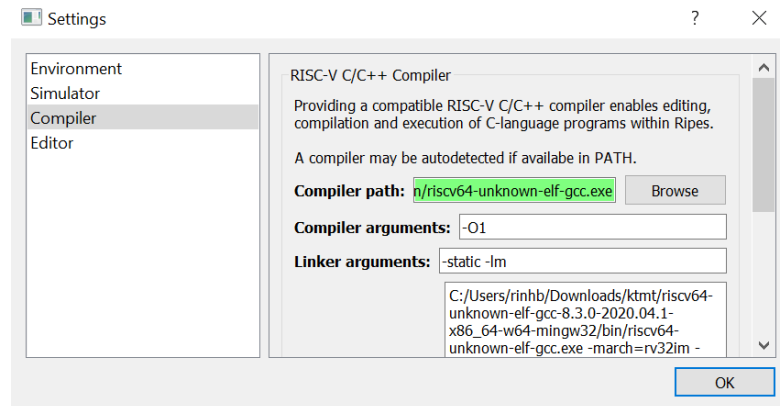 Settings
?
Environment
Simulator
Compiler
Editor
RISC-V C/C++ Compiler
Providing a compatible RISC-V C/C++ compiler enables editing,
compilation and execution of C-language programs within Ripes.
A compiler may be autodetected if availabe in PATH.
Compiler path: n/riscv64-unknown-elf-gcc.exe Browse
Compiler arguments: -O1
Linker arguments: -static -lm
C:/Users/rinhb/Downloads/ktmt/riscv64-
unknown-elf-gcc-8.3.0-2020.04.1-
x86_64-w64-mingw32/bin/riscv64-
unknown-elf-gcc.exe -march=rv32im -
OK